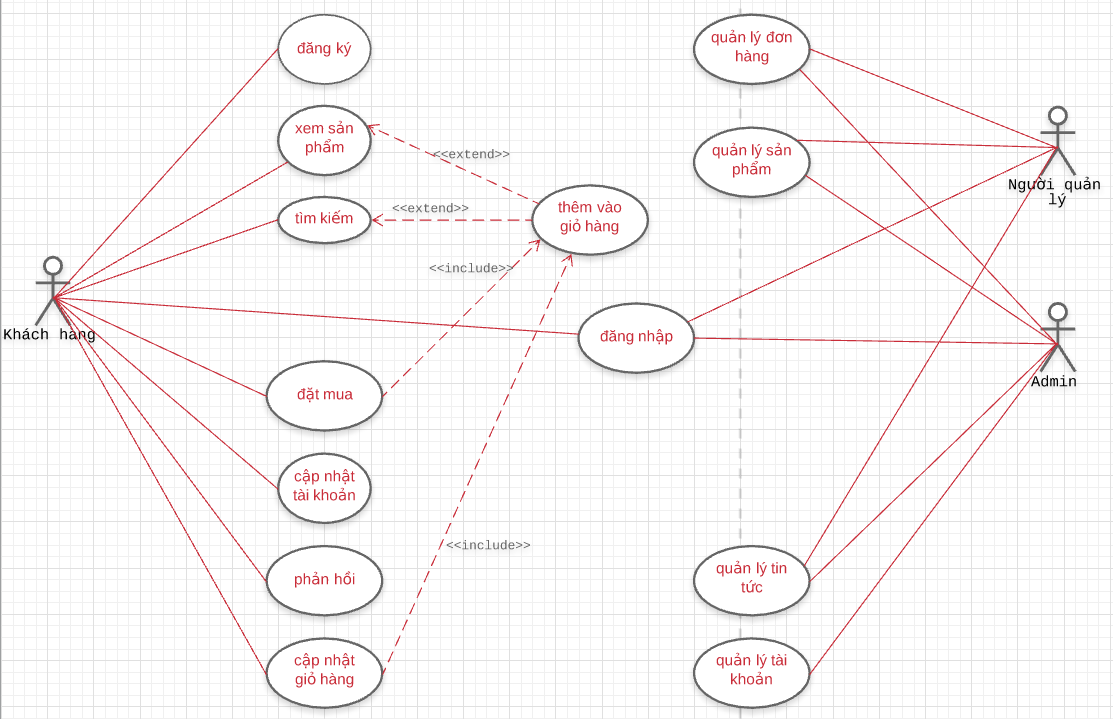 đăng ký
quản lý đơn
hàng
xem sản
phẩm
<<extend>>
quản lý sản
phẩm
Người quản
lý
tìm kiếm
<<extend>>
thêm vào
giỏ hàng
<<include>>
Khách hàng
đăng nhập
Admin
đặt mua
cập nhật
tài khoản
<<include>>
phản hồi
quản lý tin
tức
cập nhật
giỏ hàng
quản lý tài
khoản